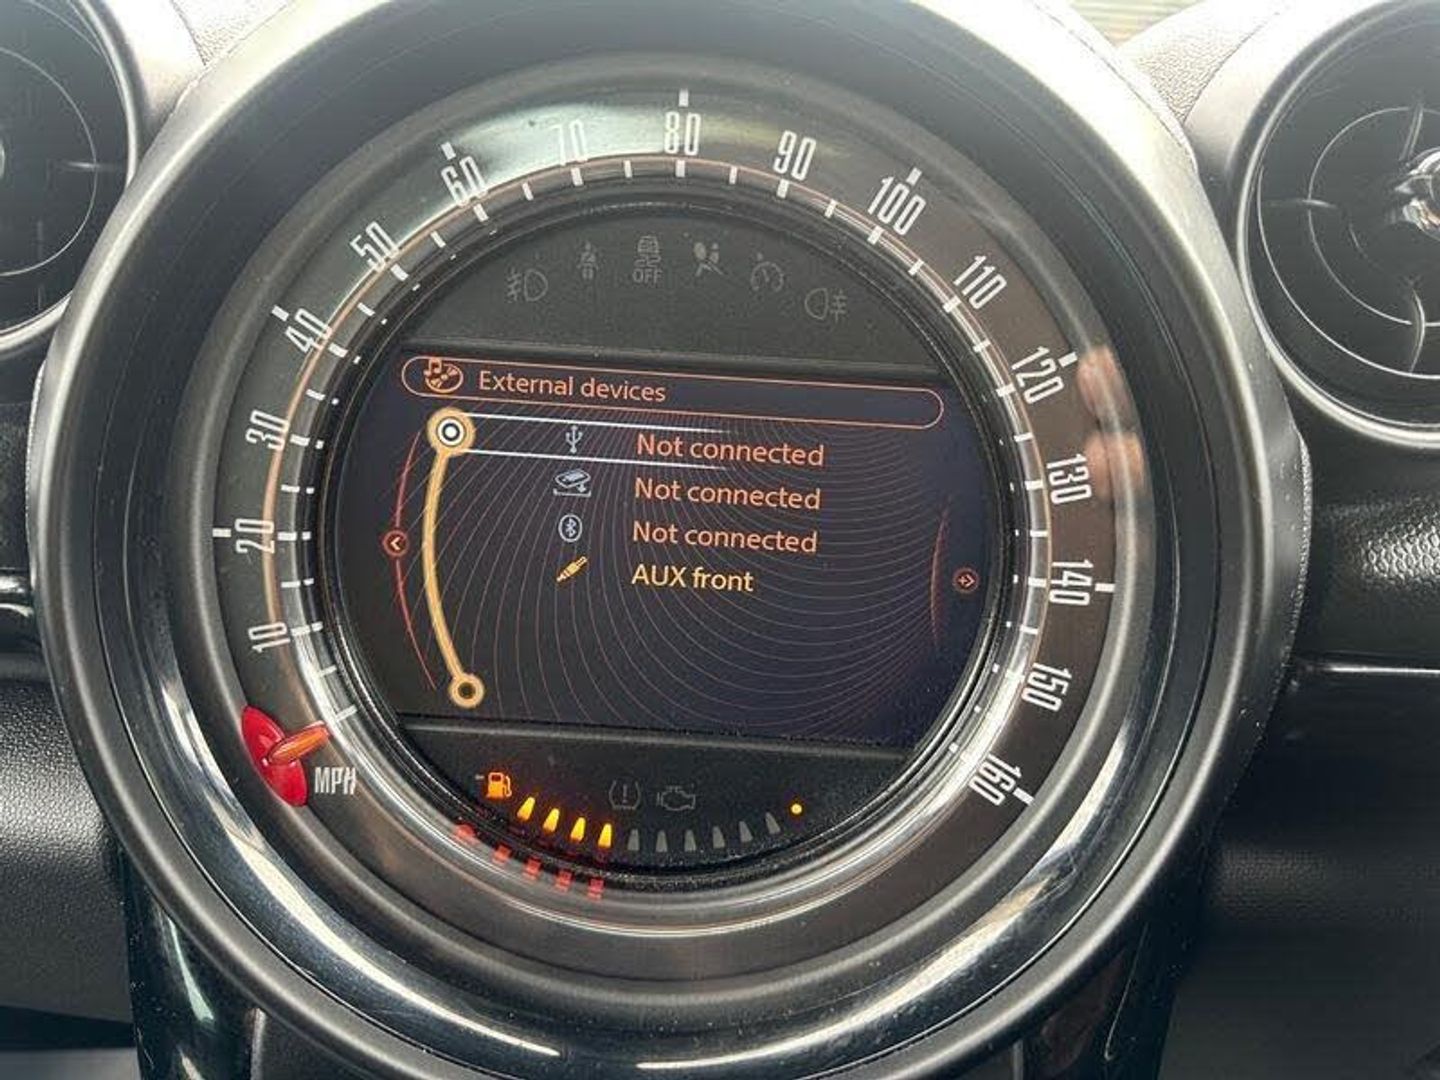 80
70
90
60
100
50
OFF
110
40
120
External devices
30
Not connected
130
Not connected
20
Not connected
AUX front
140
10
150
MPH
160